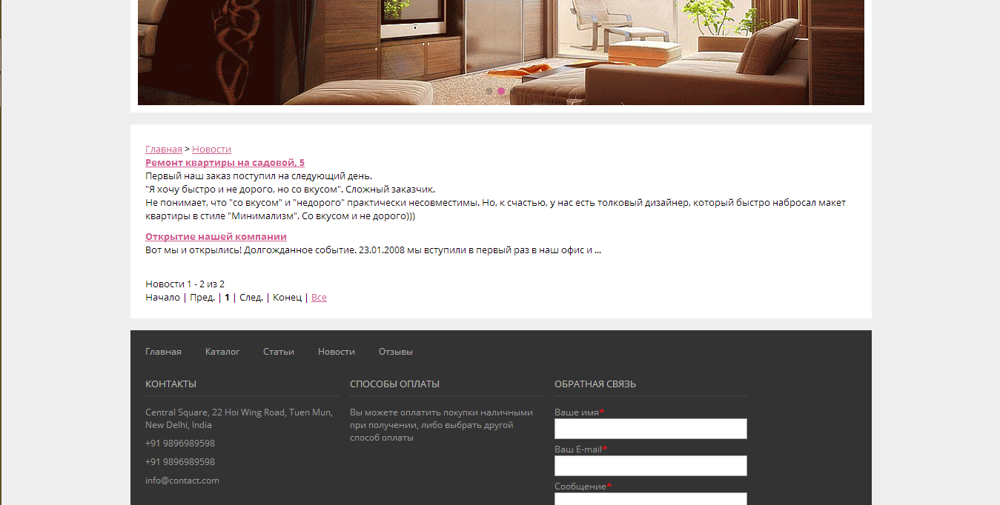 Главная > Новости
Ремонт квартиры на садовой, 5
Первый наш заказ поступил на следующий день.
"Я хочу быстро и не дорого, но со вкусом". Сложный заказчик.
Не понимает, что "со вкусом" и "недорого" практически несовместимы. Но, к счастью, у нас есть толковый дизайнер, который быстро набросал макет
квартиры в стиле "Минимализм". Со вкусом и не дорого)))
Открытие нашей компании
Вот мы и открылись! Долгожданное событие. 23.01.2008 мы вступили в первый раз в наш офис и ...
Новости 1 - 2 из 2
Начало | Пред. | 1 | След. | Конец | Все
Главная Каталог Статьи Новости Отзывы
КОНТАКТЫ
Central Square, 22 Hoi Wing Road, Tuen Mun,
New Delhi, India
+91 9896989598
+91 9896989598
info@contact.com
СПОСОБЫ ОПЛАТЫ
Вы можете оплатить покупки наличными
при получении, либо выбрать другой
способ оплаты
ОБРАТНАЯ СВЯЗЬ
Ваше имя*
Ваш E-mail*
Сообщение*